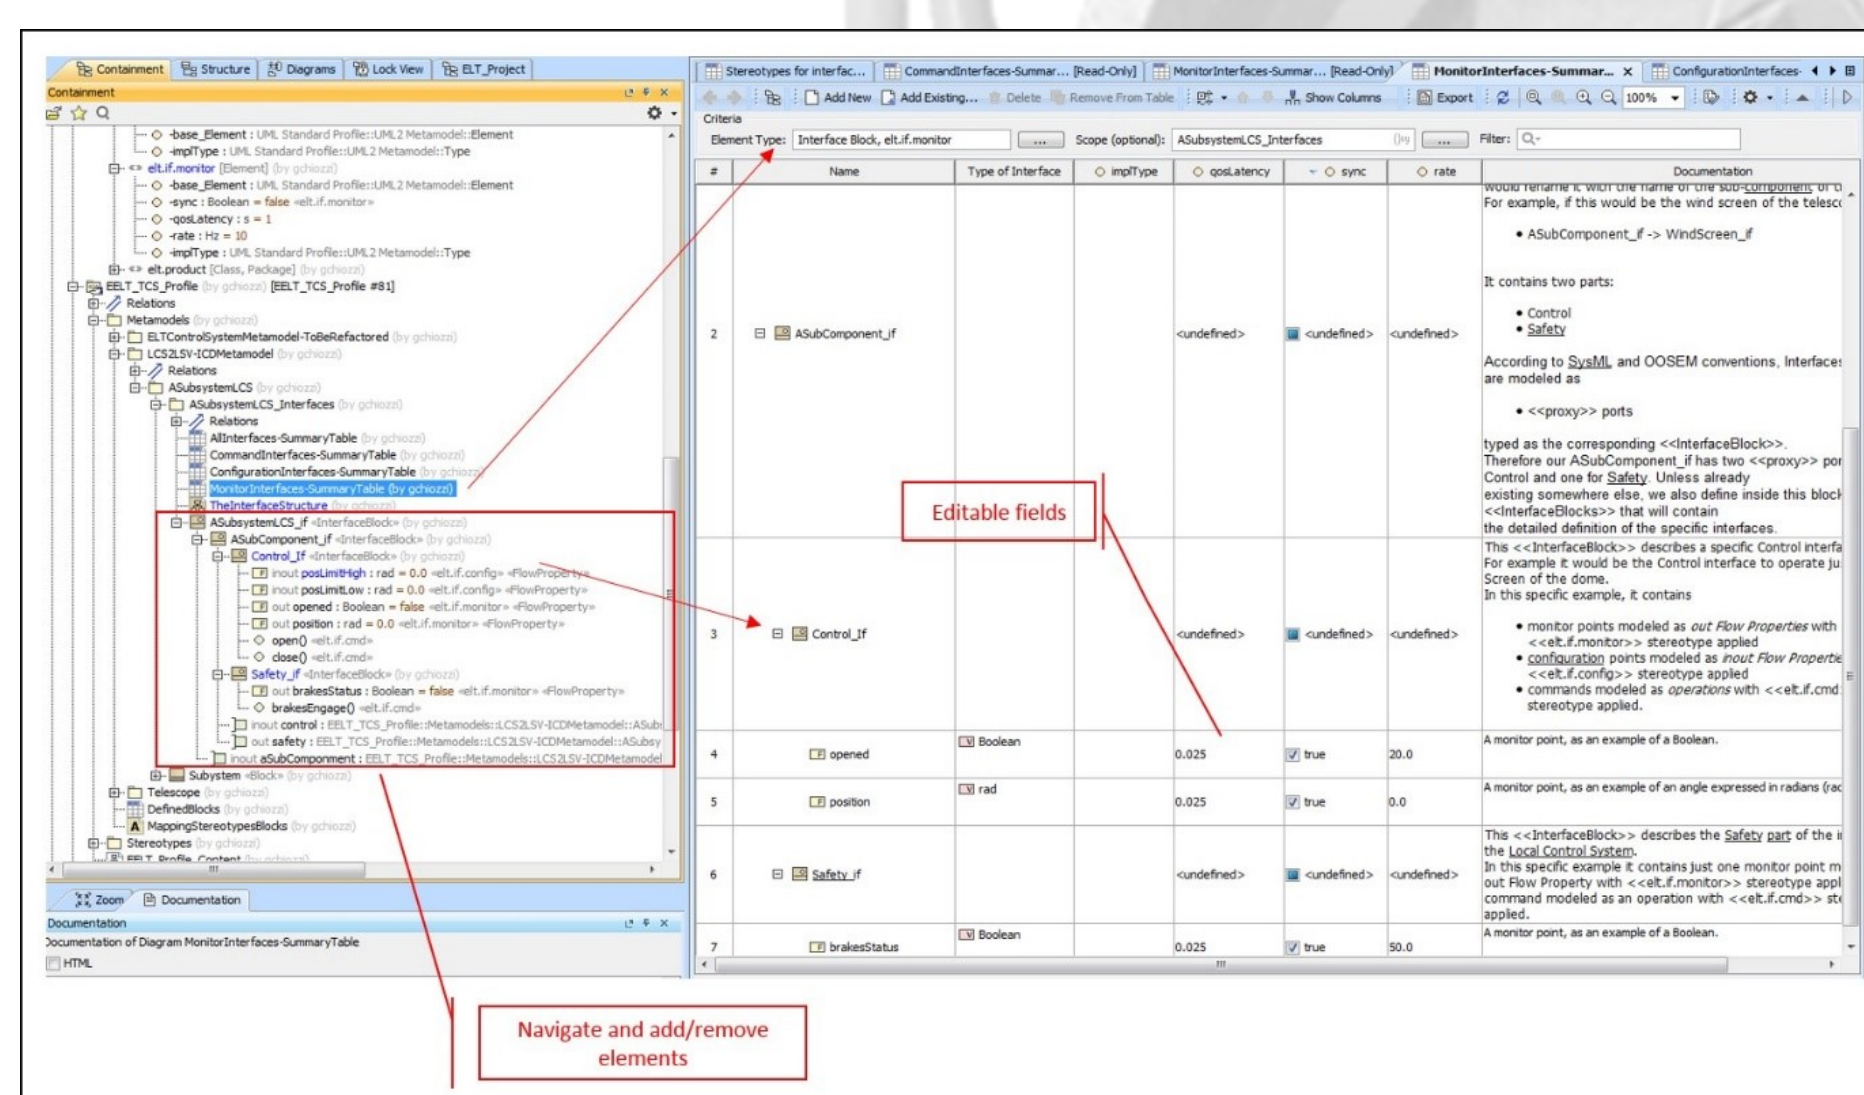 Containment Structure Diagrams Lock View ELT_Project
Containment
-base_Element : UML Standard Profile::UML2 Metamodel::Element
-implType : UML Standard Profile::UML2 Metamodel::Type
elt.if.monitor [Element] (by gchiozzi)
-base_Element : UML Standard Profile::UML2 Metamodel::Element
-sync : Boolean = false «elt.if.monitor»
-qosLatency : s = 1
-rate : Hz = 10
-implType : UML Standard Profile::UML2 Metamodel::Type
elt.product [Class, Package] (by gchiozzi)
EELT_TCS_Profile (by gchiozzi) [EELT_TCS_Profile #81]
Relations
Metamodels (by gchiozzi)
ELTControlSystemMetamodel-ToBeRefactored (by gchiozzi)
LCS2LSV-ICDMetamodel (by gchiozzi)
Relations
ASubsystemLCS (by gchiozzi)
ASubsystemLCS_Interfaces (by gchiozzi)
Relations
AllInterfaces-SummaryTable (by gchiozzi)
CommandInterfaces-SummaryTable (by gchiozzi)
ConfigurationInterfaces-SummaryTable (by gchiozzi)
MonitorInterfaces-SummaryTable (by gchiozzi)
TheInterfaceStructure (by gchiozzi)
ASubsystemLCS_if «InterfaceBlock» (by gchiozzi)
ASubComponent_if «InterfaceBlock» (by gchiozzi)
Control_If «InterfaceBlock» (by gchiozzi)
inout posLimitHigh : rad = 0.0 «elt.if.config» «FlowProperty»
inout posLimitLow : rad = 0.0 «elt.if.config» «FlowProperty»
out opened : Boolean = false «elt.if.monitor» «FlowProperty»
out position : rad = 0.0 «elt.if.monitor» «FlowProperty»
open() «elt.if.cmd»
close() «elt.if.cmd»
Safety_if «InterfaceBlock» (by gchiozzi)
out brakesStatus : Boolean = false «elt.if.monitor» «FlowProperty»
brakesEngage() «elt.if.cmd»
inout control : EELT_TCS_Profile::Metamodels::LCS2LSV-ICDMetamodel::ASub
out safety : EELT_TCS_Profile::Metamodels::LCS2LSV-ICDMetamodel::ASubsy
inout aSubComponment : EELT_TCS_Profile::Metamodels::LCS2LSV-ICDMetamodel
Subystem «Block» (by gchiozzi)
Telescope (by gchiozzi)
DefinedBlocks (by gchiozzi)
A MappingStereotypesBlocks (by gchiozzi)
Stereotypes (by gchiozzi)
EELT_Profile_Content (by gchiozzi)
Zoom Documentation
Documentation
Documentation of Diagram MonitorInterfaces-SummaryTable
HTML
Stereotypes for interfac... CommandInterfaces-Summar... [Read-Only] MonitorInterfaces-Summar... [Read-Only] MonitorInterfaces-Summar... ConfigurationInterfaces-
Add New Add Existing... Delete Remove From Table Show Columns Export 100%
Criteria
Element Type: Interface Block, elt.if.monitor ... Scope (optional): ASubsystemLCS_Interfaces ... Filter:
# Name Type of Interface implType qosLatency sync rate Documentation
would rename it with the name of the sub-component of t
For example, if this would be the wind screen of the telesco
• ASubComponent_if -> WindScreen_if
It contains two parts:
• Control
• Safety
2 ASubComponent_if <undefined> <undefined> <undefined>
According to SysML and OOSEM conventions, Interfaces
are modeled as
• <<proxy>> ports
typed as the corresponding <<InterfaceBlock>>.
Therefore our ASubComponent_if has two <<proxy>> por
Control and one for Safety. Unless already
existing somewhere else, we also define inside this block
<<InterfaceBlocks>> that will contain
the detailed definition of the specific interfaces.
Editable fields
This <<InterfaceBlock>> describes a specific Control interfa
For example it would be the Control interface to operate ju
Screen of the dome.
In this specific example, it contains
• monitor points modeled as out Flow Properties with
<<elt.if.monitor>> stereotype applied
• configuration points modeled as inout Flow Propertie
<<elt.if.config>> stereotype applied
• commands modeled as operations with <<elt.if.cmd
stereotype applied.
3 Control_If <undefined> <undefined> <undefined>
4 opened Boolean 0.025 true 20.0 A monitor point, as an example of a Boolean.
5 position rad 0.025 true 0.0 A monitor point, as an example of an angle expressed in radians (rad
This <<InterfaceBlock>> describes the Safety part of the i
the Local Control System.
In this specific example it contains just one monitor point m
out Flow Property with <<elt.if.monitor>> stereotype appl
command modeled as an operation with <<elt.if.cmd>> ste
applied.
6 Safety_if <undefined> <undefined> <undefined>
7 brakesStatus Boolean 0.025 true 50.0 A monitor point, as an example of a Boolean.
Navigate and add/remove
elements